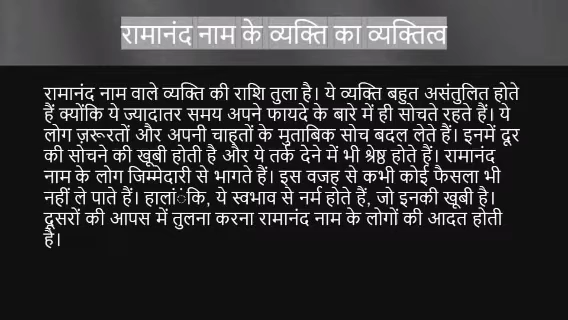 रामानंद नाम के व्यक्ति का व्यक्तित्व
रामानंद नाम वाले व्यक्ति की राशि तुला है। ये व्यक्ति बहुत असंतुलित होते
हैं क्योंकि ये ज्यादातर समय अपने फायदे के बारे में ही सोचते रहते हैं। ये
लोग ज़रूरतों और अपनी चाहतों के मुताबिक सोच बदल लेते हैं। इनमें दूर
की सोचने की खूबी होती है और ये तर्क देने में भी श्रेष्ठ होते हैं। रामानंद
नाम के लोग जिम्मेदारी से भागते हैं। इस वजह से कभी कोई फैसला भी
नहीं ले पाते हैं। हालांंकि, ये स्वभाव से नर्म होते हैं, जो इनकी खूबी है।
दूसरों की आपस में तुलना करना रामानंद नाम के लोगों की आदत होती
है।